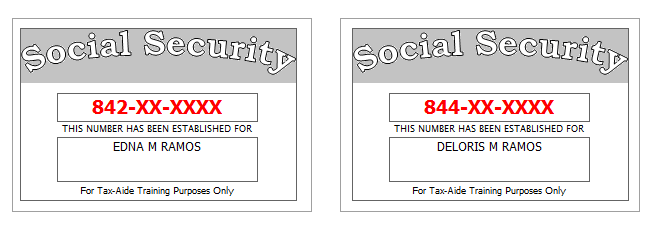 Social Security
842-XX-XXXX
THIS NUMBER HAS BEEN ESTABLISHED FOR
EDNA M RAMOS
For Tax-Aide Training Purposes Only
Social Security
844-XX-XXXX
THIS NUMBER HAS BEEN ESTABLISHED FOR
DELORIS M RAMOS
For Tax-Aide Training Purposes Only